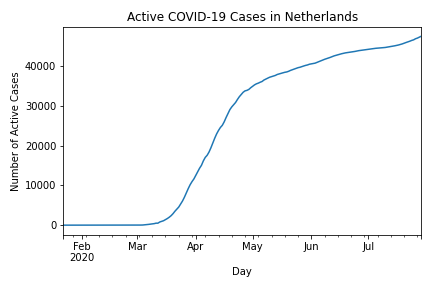 Active COVID-19 Cases in Netherlands
Number of Active Cases
40000
30000
20000
10000
0
Feb Mar Apr May Jun Jul
2020
Day